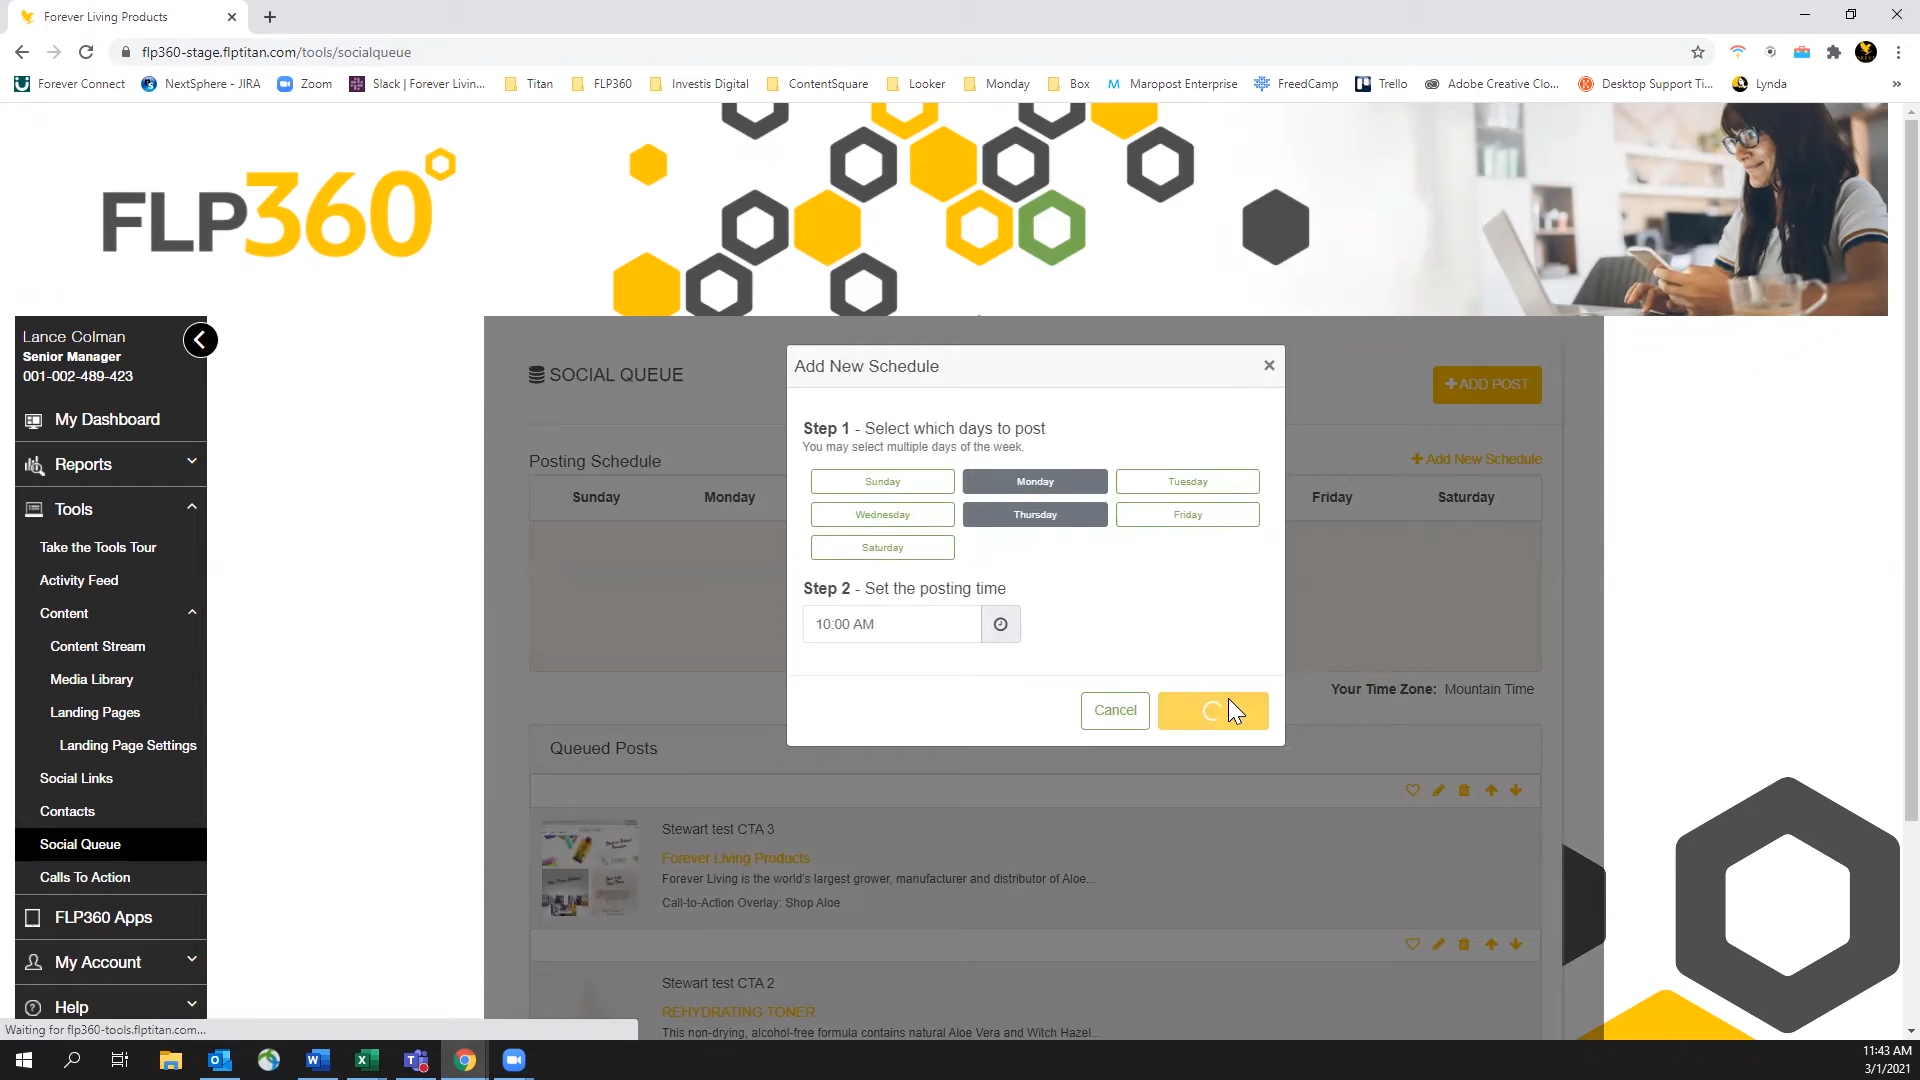 Forever Living Products
flp360-stage.flptitan.com/tools/socialqueue
Forever Connect
NextSphere - JIRA
Zoom
Slack | Forever Livin...
Titan
FLP360
Investis Digital
ContentSquare
Looker
Monday
Box
Maropost Enterprise
FreedCamp
Trello
Adobe Creative Clo...
Desktop Support Ti...
Lynda
»
FLP360
Lance Colman
Senior Manager
001-002-489-423
My Dashboard
Reports
Tools
Take the Tools Tour
Activity Feed
Content
Content Stream
Media Library
Landing Pages
Landing Page Settings
Social Links
Contacts
Social Queue
Calls To Action
FLP360 Apps
My Account
Help
SOCIAL QUEUE
+ADD POST
Posting Schedule
+ Add New Schedule
Sunday
Monday
Friday
Saturday
Your Time Zone: Mountain Time
Add New Schedule
×
Step 1 - Select which days to post
You may select multiple days of the week.
Sunday
Monday
Tuesday
Wednesday
Thursday
Friday
Saturday
Step 2 - Set the posting time
10:00 AM
Cancel
Queued Posts
Stewart test CTA 3
Forever Living Products
Forever Living is the world's largest grower, manufacturer and distributor of Aloe...
Call-to-Action Overlay: Shop Aloe
Stewart test CTA 2
REHYDRATING TONER
This non-drying, alcohol-free formula contains natural Aloe Vera and Witch Hazel...
Waiting for flp360-tools.flptitan.com...
11:43 AM
3/1/2021